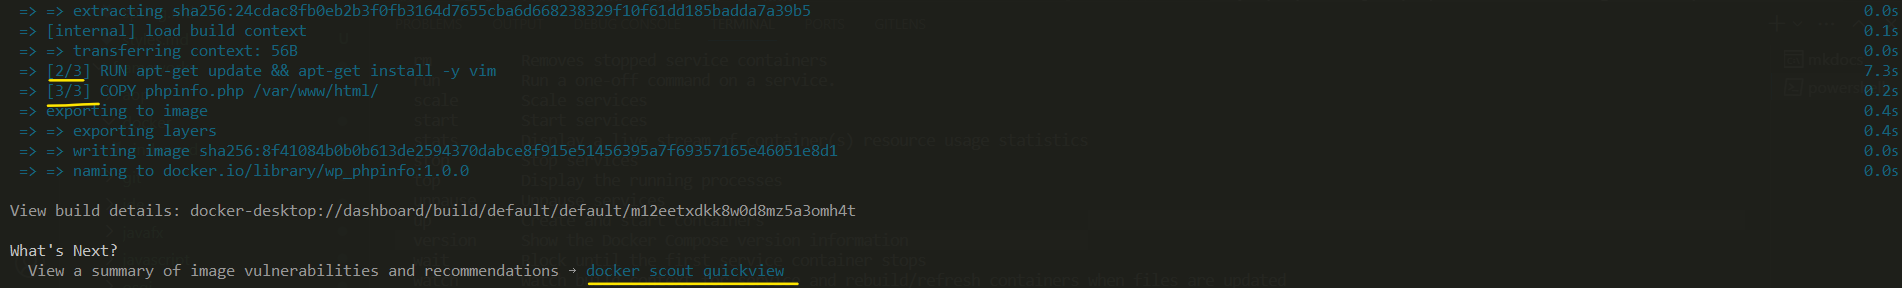 => => extracting sha256:24cdac8fb0eb2b3f0fb3164d7655cba6d668238329f10f61dd185badda7a39b5 0.0s
=> [internal] load build context 0.1s
=> => transferring context: 56B 0.0s
=> [2/3] RUN apt-get update && apt-get install -y vim 7.3s
=> [3/3] COPY phpinfo.php /var/www/html/ 0.2s
=> exporting to image 0.4s
=> => exporting layers 0.4s
=> => writing image sha256:8f41084b0b0b613de2594370dabce8f915e51456395a7f69357165e46051e8d1 0.0s
=> => naming to docker.io/library/wp_phpinfo:1.0.0 0.0s
View build details: docker-desktop://dashboard/build/default/default/m12eetxdkk8w0d8mz5a3omh4t
What's Next?
View a summary of image vulnerabilities and recommendations → docker scout quickview